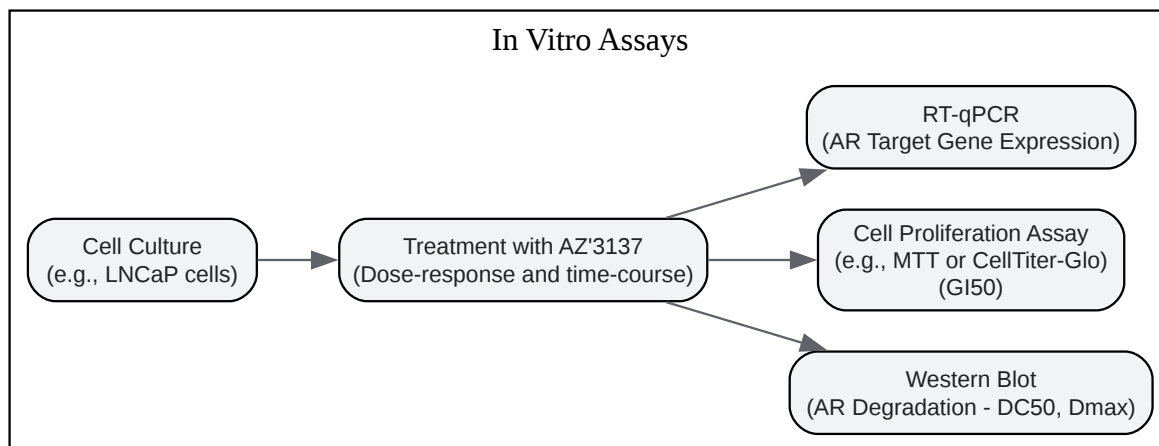 In Vitro Assays
Cell Culture
(e.g., LNCaP cells)
Treatment with AZ'3137
(Dose-response and time-course)
RT-qPCR
(AR Target Gene Expression)
Cell Proliferation Assay
(e.g., MTT or CellTiter-Glo)
(GI50)
Western Blot
(AR Degradation - DC50, Dmax)